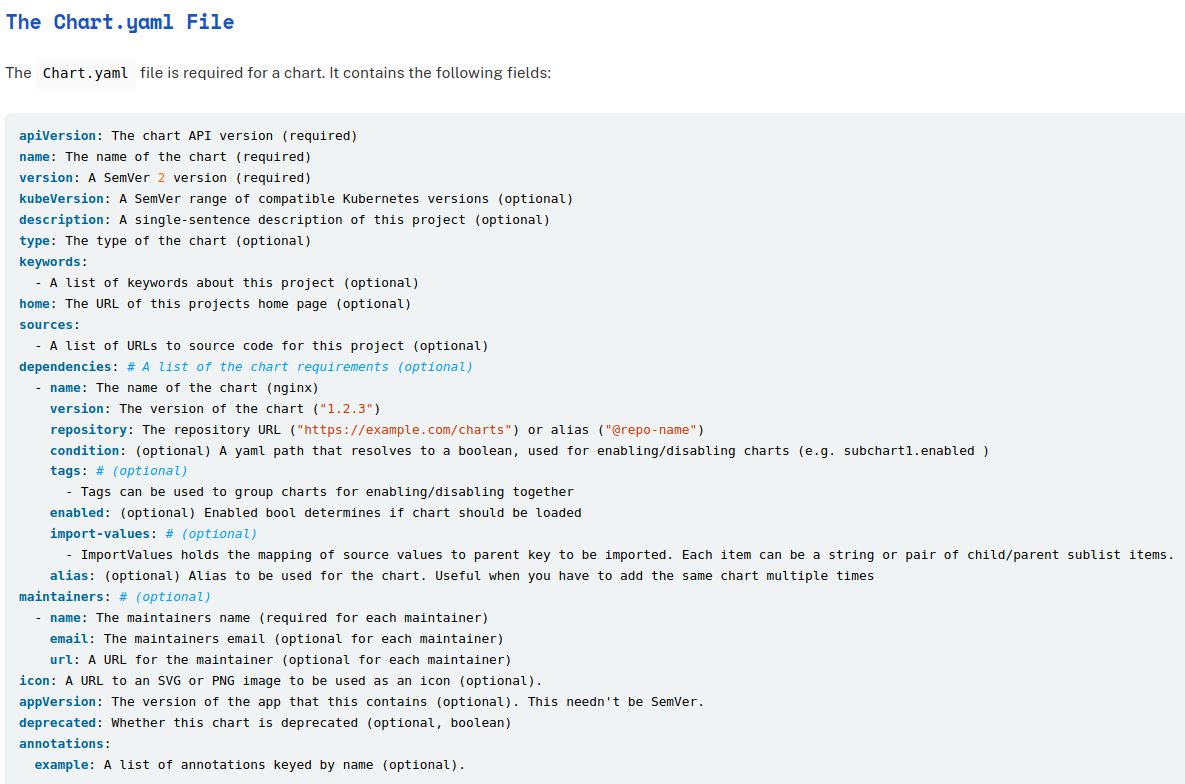 The Chart.yaml File
The Chart.yaml file is required for a chart. It contains the following fields:
apiVersion: The chart API version (required)
name: The name of the chart (required)
version: A SemVer 2 version (required)
kubeVersion: A SemVer range of compatible Kubernetes versions (optional)
description: A single-sentence description of this project (optional)
type: The type of the chart (optional)
keywords:
  - A list of keywords about this project (optional)
home: The URL of this projects home page (optional)
sources:
  - A list of URLs to source code for this project (optional)
dependencies: # A list of the chart requirements (optional)
  - name: The name of the chart (nginx)
    version: The version of the chart ("1.2.3")
    repository: The repository URL ("https://example.com/charts") or alias ("@repo-name")
    condition: (optional) A yaml path that resolves to a boolean, used for enabling/disabling charts (e.g. subchart1.enabled )
    tags: # (optional)
      - Tags can be used to group charts for enabling/disabling together
    enabled: (optional) Enabled bool determines if chart should be loaded
    import-values: # (optional)
      - ImportValues holds the mapping of source values to parent key to be imported. Each item can be a string or pair of child/parent sublist items.
    alias: (optional) Alias to be used for the chart. Useful when you have to add the same chart multiple times
maintainers: # (optional)
  - name: The maintainers name (required for each maintainer)
    email: The maintainers email (optional for each maintainer)
    url: A URL for the maintainer (optional for each maintainer)
icon: A URL to an SVG or PNG image to be used as an icon (optional).
appVersion: The version of the app that this contains (optional). This needn't be SemVer.
deprecated: Whether this chart is deprecated (optional, boolean)
annotations:
  example: A list of annotations keyed by name (optional).